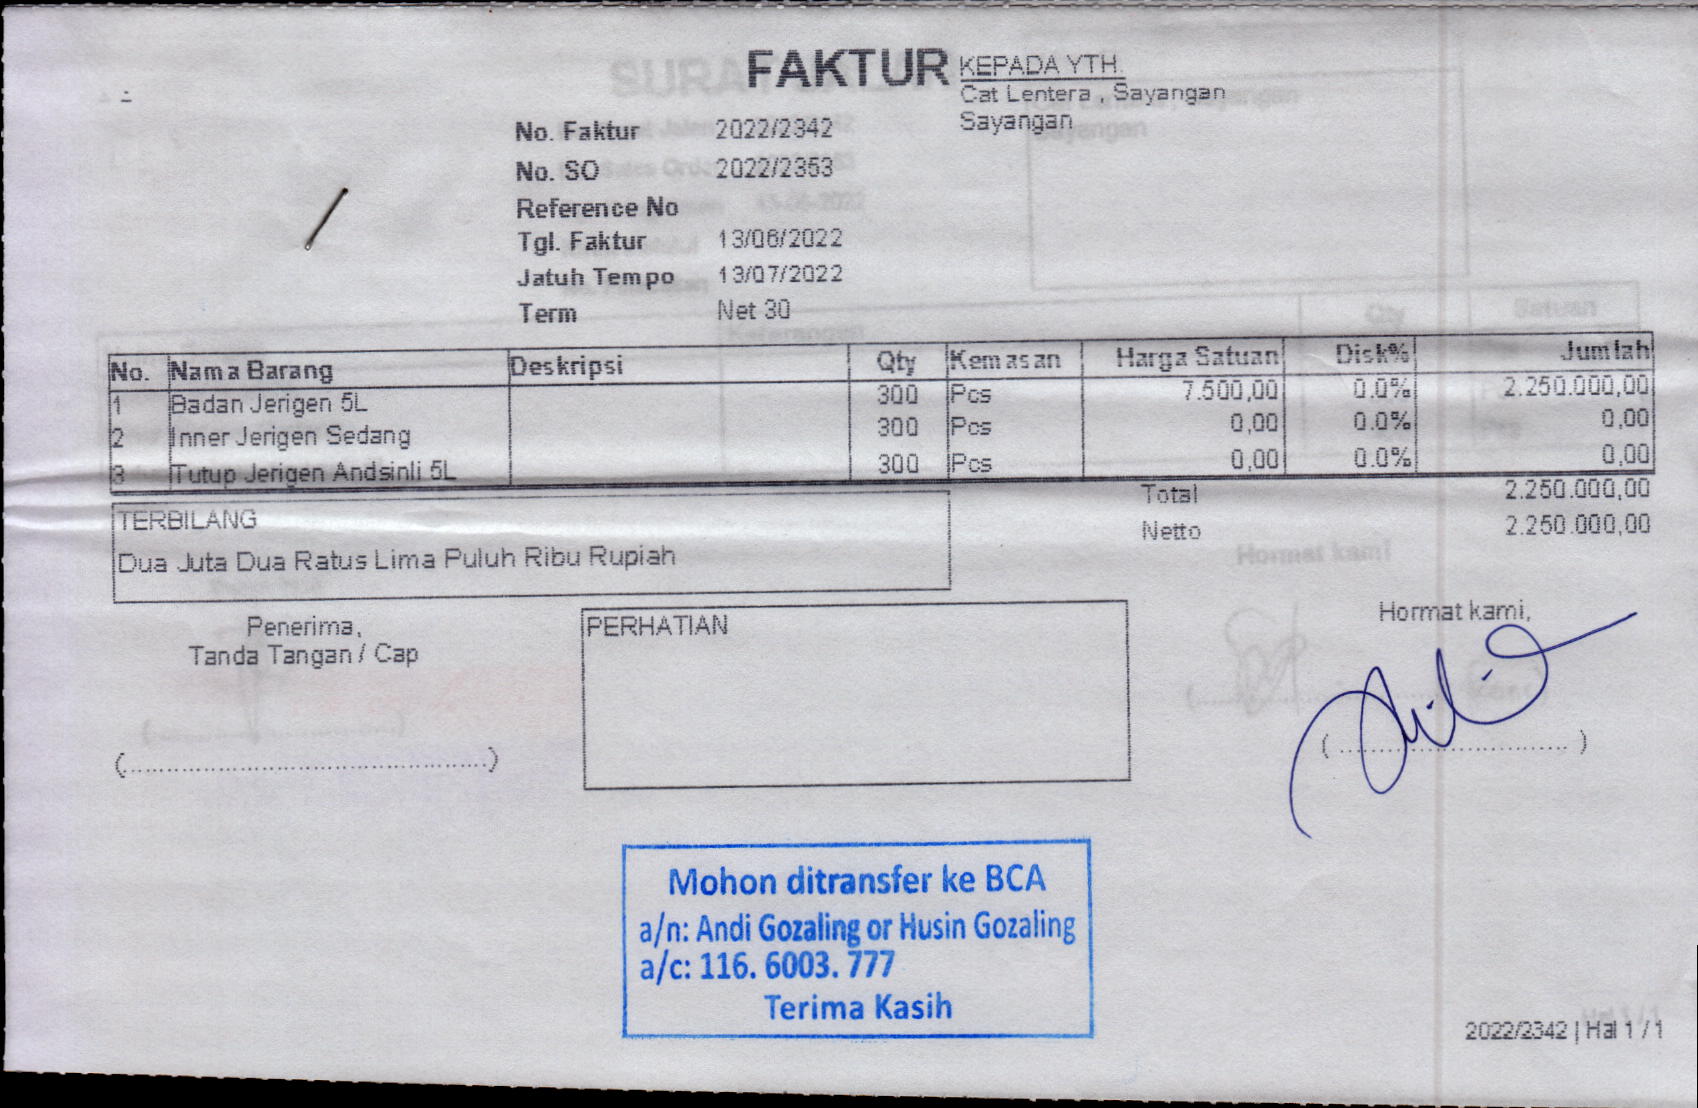 FAKTUR
KEPADA YTH.
Cat Lentera , Sayangan
Sayangan
No. Faktur 2022/2342
No. SO 2022/2353
Reference No
Tgl. Faktur 13/06/2022
Jatuh Tempo 13/07/2022
Term Net 30
No. Nama Barang Deskripsi Qty Kemasan Harga Satuan Disk% Jumlah
1 Badan Jerigen 5L 300 Pcs 7.500,00 0.0% 2.250.000,00
2 Inner Jerigen Sedang 300 Pcs 0,00 0.0% 0,00
3 Tutup Jerigen Andsinli 5L 300 Pcs 0,00 0.0% 0,00
Total 2.250.000,00
Netto 2.250.000,00
TERBILANG
Dua Juta Dua Ratus Lima Puluh Ribu Rupiah
Penerima,
Tanda Tangan / Cap
(............................................)
PERHATIAN
Hormat kami,
( ............................ )
Mohon ditransfer ke BCA
a/n: Andi Gozaling or Husin Gozaling
a/c: 116. 6003. 777
Terima Kasih
2022/2342 | Hal 1 / 1